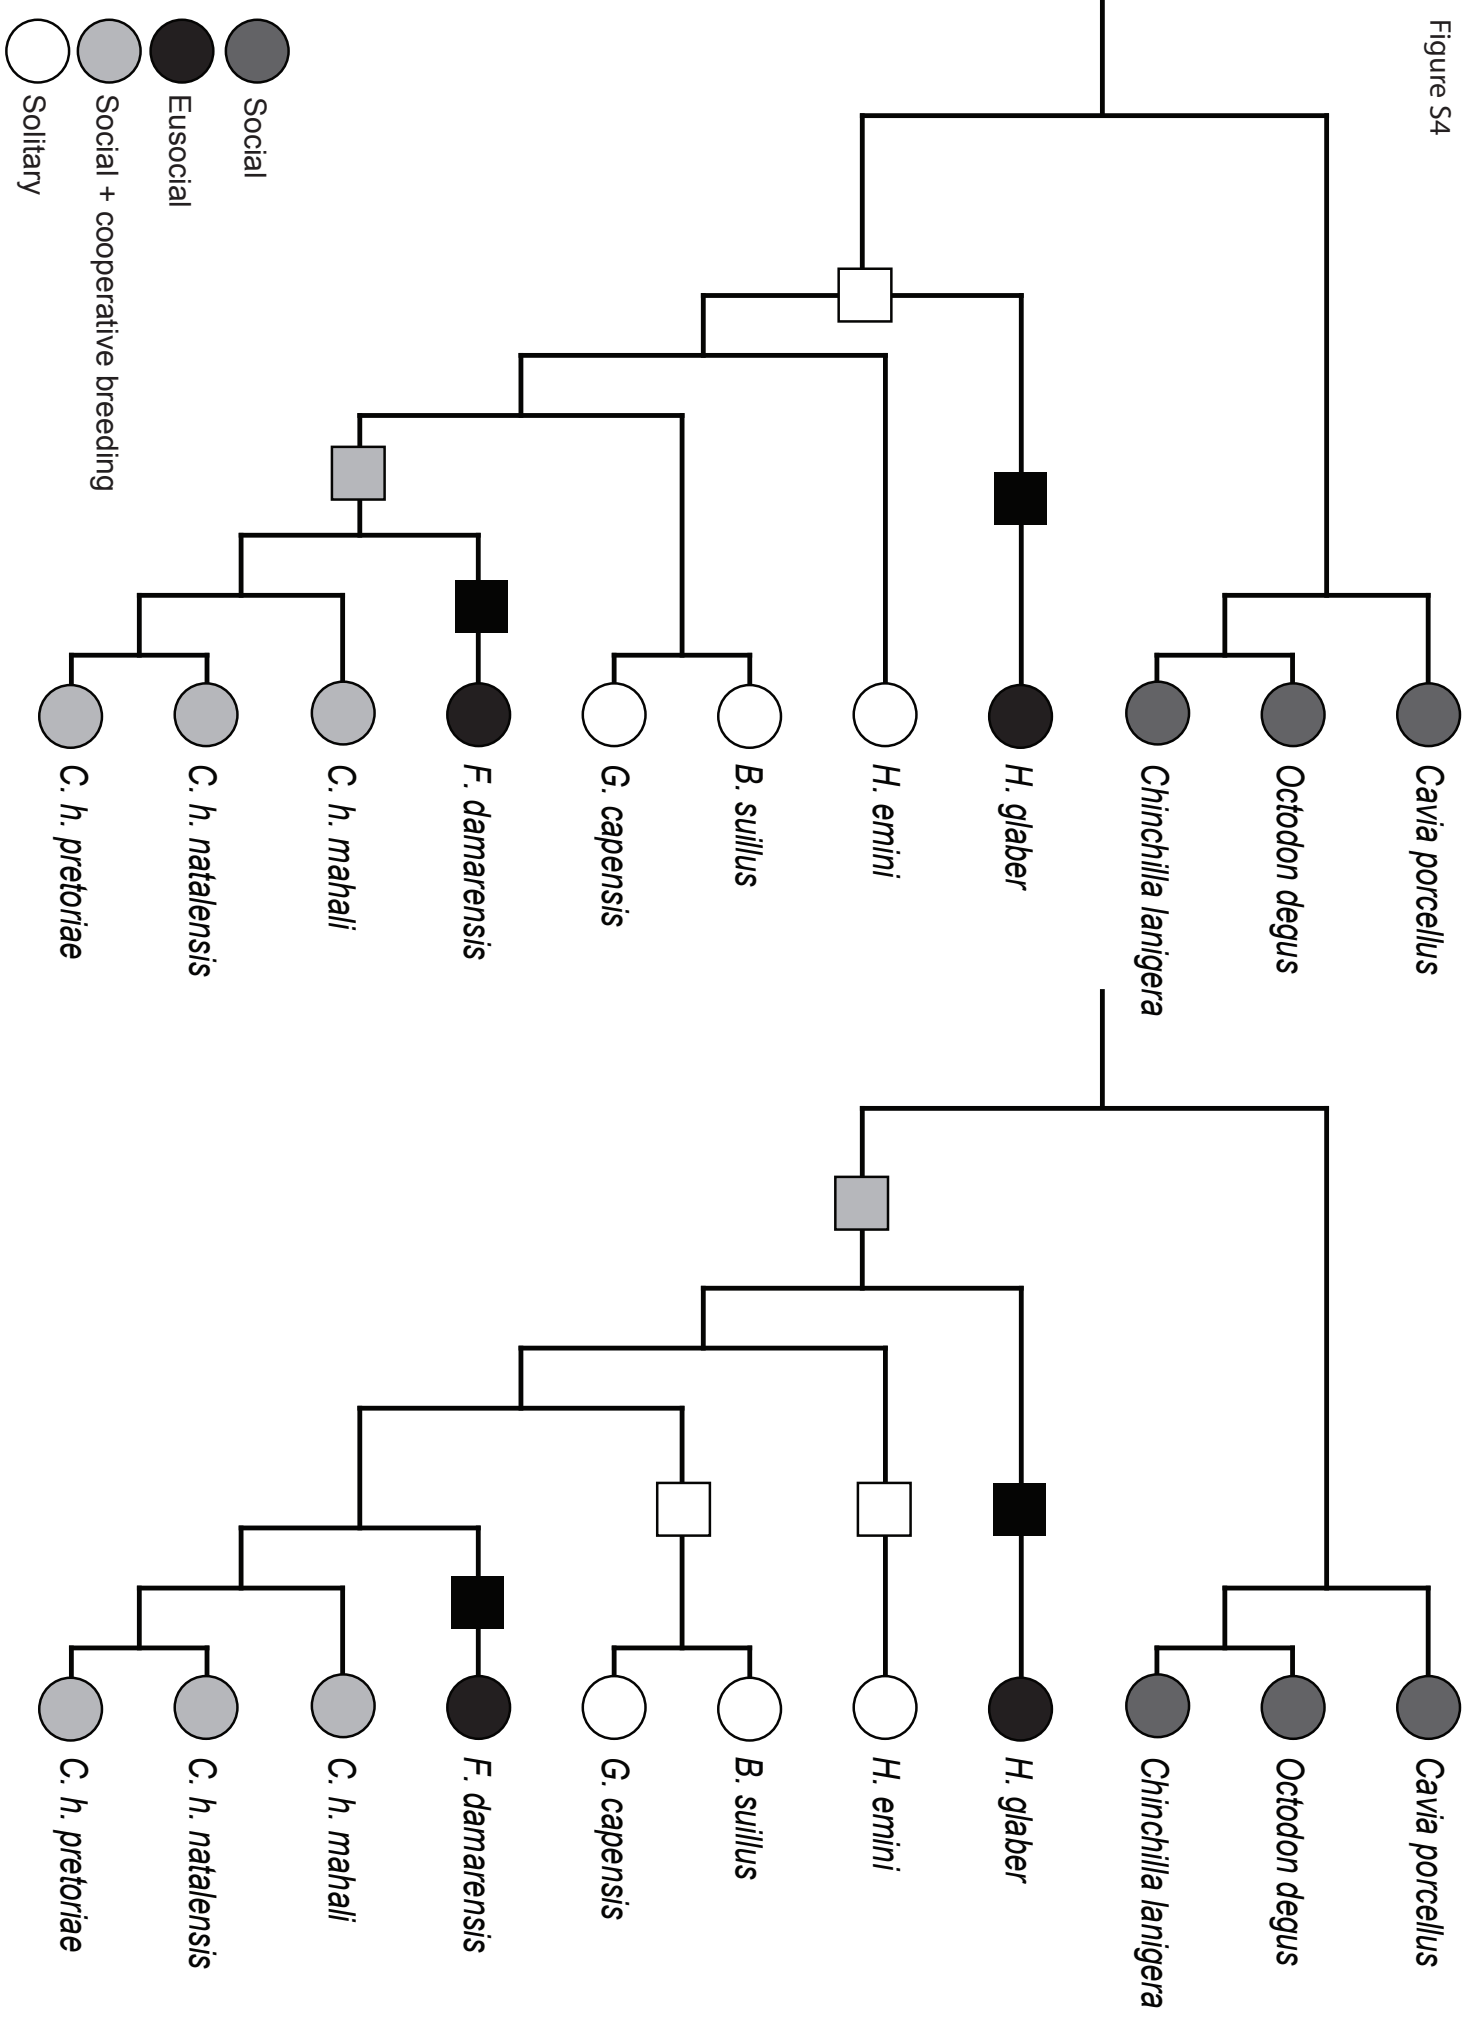 Figure S4
Cavia porcellus
Octodon degus
Chinchilla lanigera
H. glaber
H. emini
B. suillus
G. capensis
F. damarensis
C. h. mahali
C. h. natalensis
C. h. pretoriae
Cavia porcellus
Octodon degus
Chinchilla lanigera
H. glaber
H. emini
B. suillus
G. capensis
F. damarensis
C. h. mahali
C. h. natalensis
C. h. pretoriae
Social
Eusocial
Social + cooperative breeding
Solitary